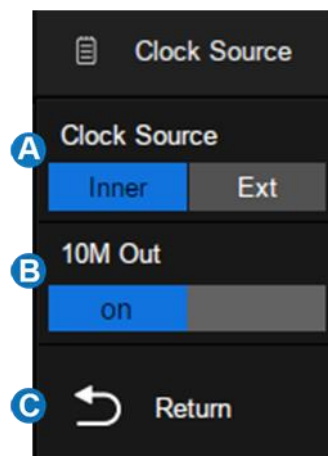 Clock Source
A
Clock Source
Inner Ext
B
10M Out
on
C
Return